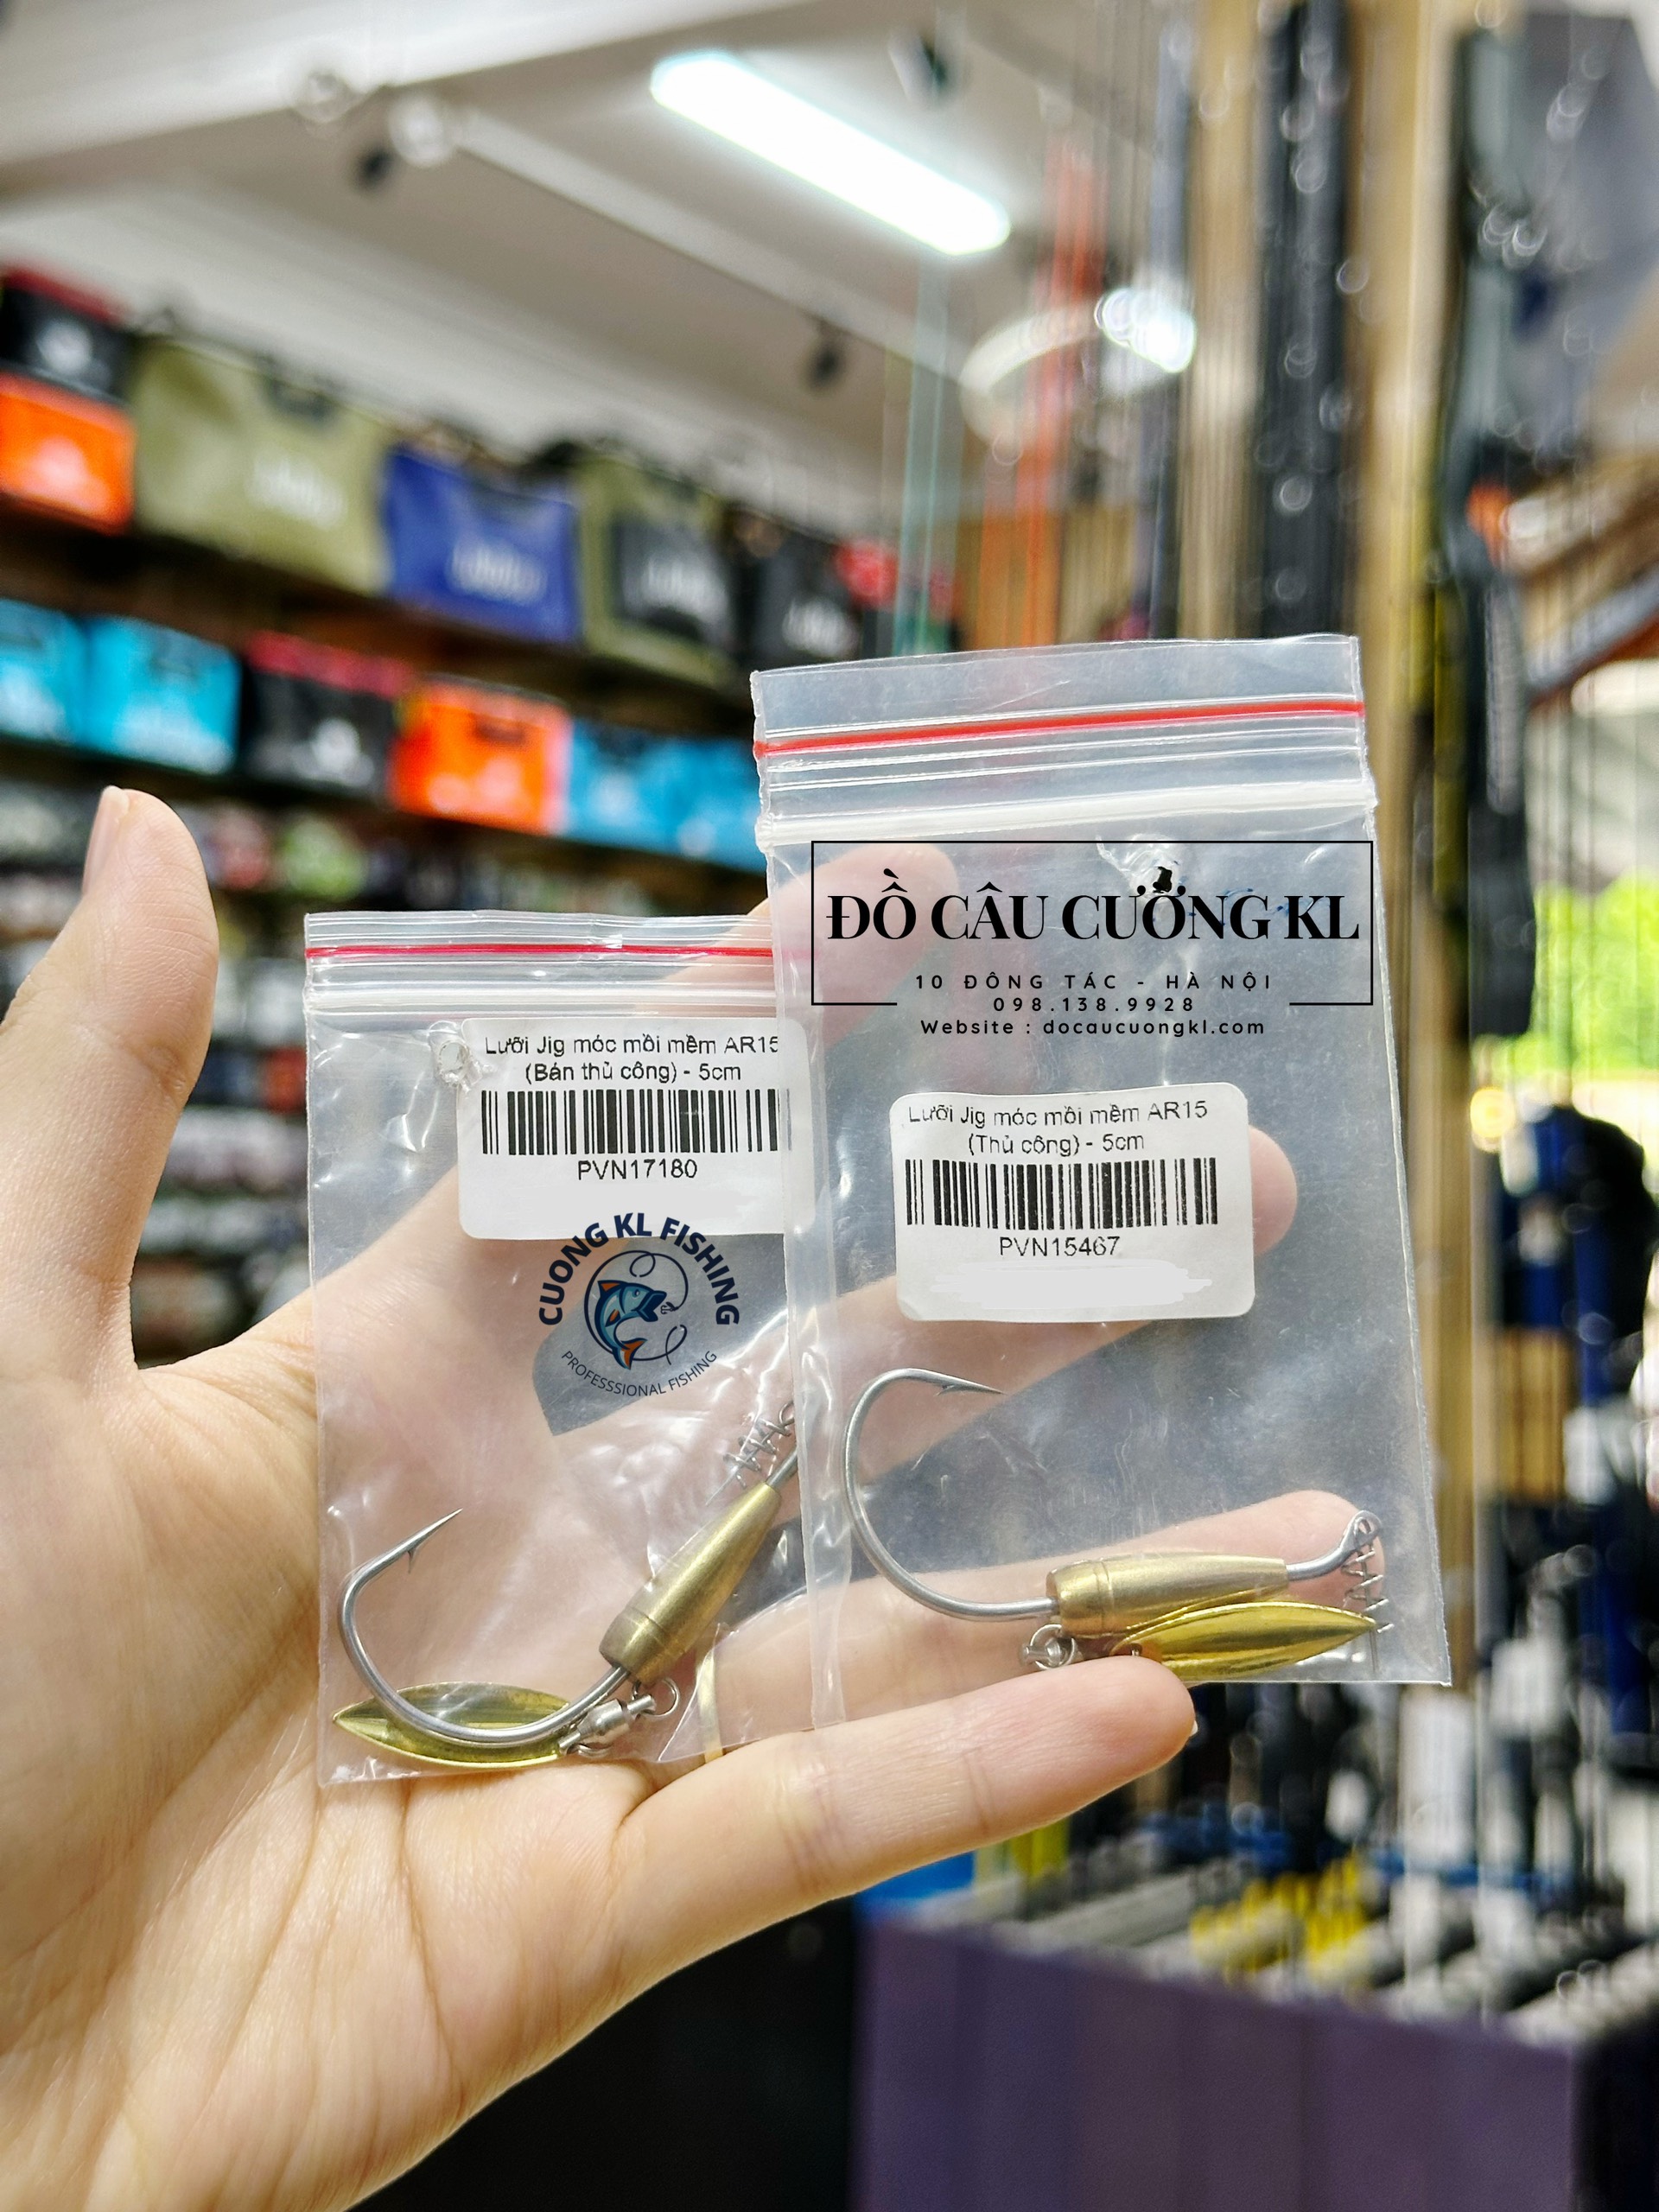 ĐỒ CÂU CƯỜNG KL
10 ĐÔNG TÁC - HÀ NỘI
098.138.9928
Website : docaucuongkl.com
Lưỡi Jig móc mồi mềm AR15
(Bán thủ công) - 5cm
PVN17180
CUONG KL FISHING
PROFESSSIONAL FISHING
Lưỡi Jig móc mồi mềm AR15
(Thủ công) - 5cm
PVN15467